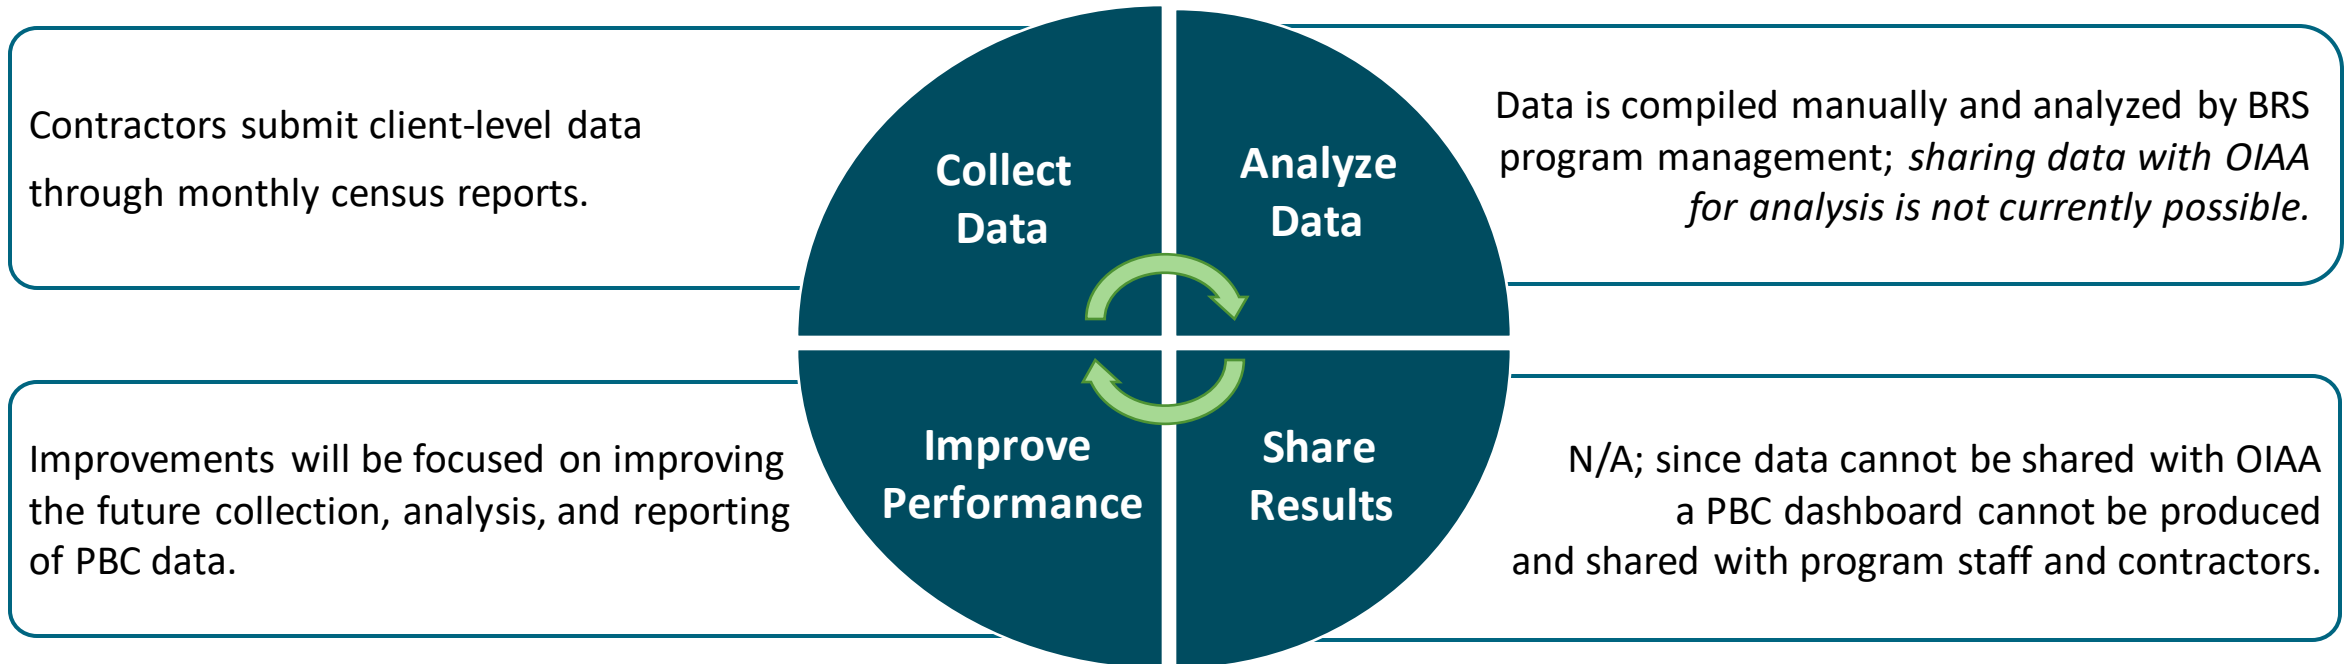 Contractors submit client-level data
through monthly census reports.
Collect
Data
Analyze
Data
Data is compiled manually and analyzed by BRS
program management; sharing data with OIAA
for analysis is not currently possible.
Improvements will be focused on improving
the future collection, analysis, and reporting
of PBC data.
Improve
Performance
Share
Results
N/A; since data cannot be shared with OIAA
a PBC dashboard cannot be produced
and shared with program staff and contractors.